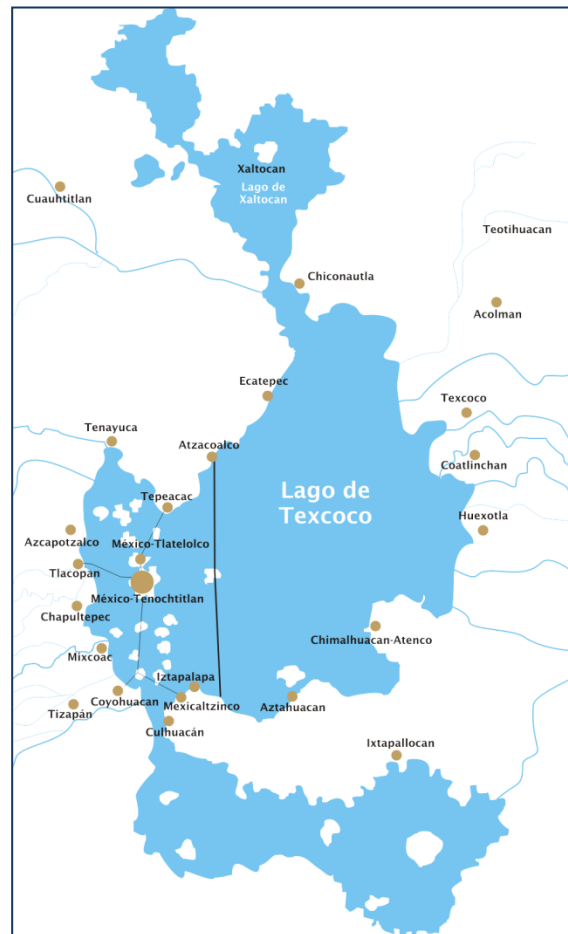 Xaltocan
Lago de
Xaltocan
Cuauhtitlan
Teotihuacan
Chiconautla
Acolman
Ecatepec
Texcoco
Tenayuca
Atzacoalco
Coatlinchan
Lago de
Texcoco
Tepeacac
Huexotla
Azcapotzalco
México-Tlatelolco
Tlacopan
México-Tenochtitlan
Chapultepec
Chimalhuacan-Atenco
Mixcoac
Iztapalapa
Coyohuacan
Mexicaltzinco
Aztahuacan
Tizapán
Culhuacán
Ixtapallocan